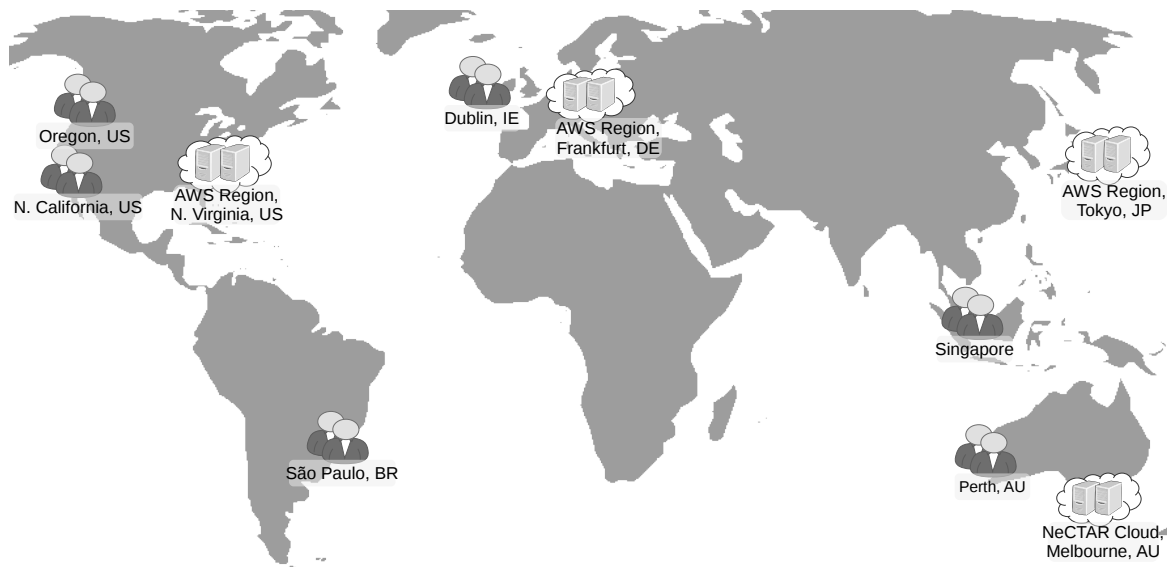 Oregon, US
Dublin, IE
AWS Region,
Frankfurt, DE
N. California, US
AWS Region,
N. Virginia, US
AWS Region,
Tokyo, JP
Singapore
São Paulo, BR
Perth, AU
NeCTAR Cloud,
Melbourne, AU